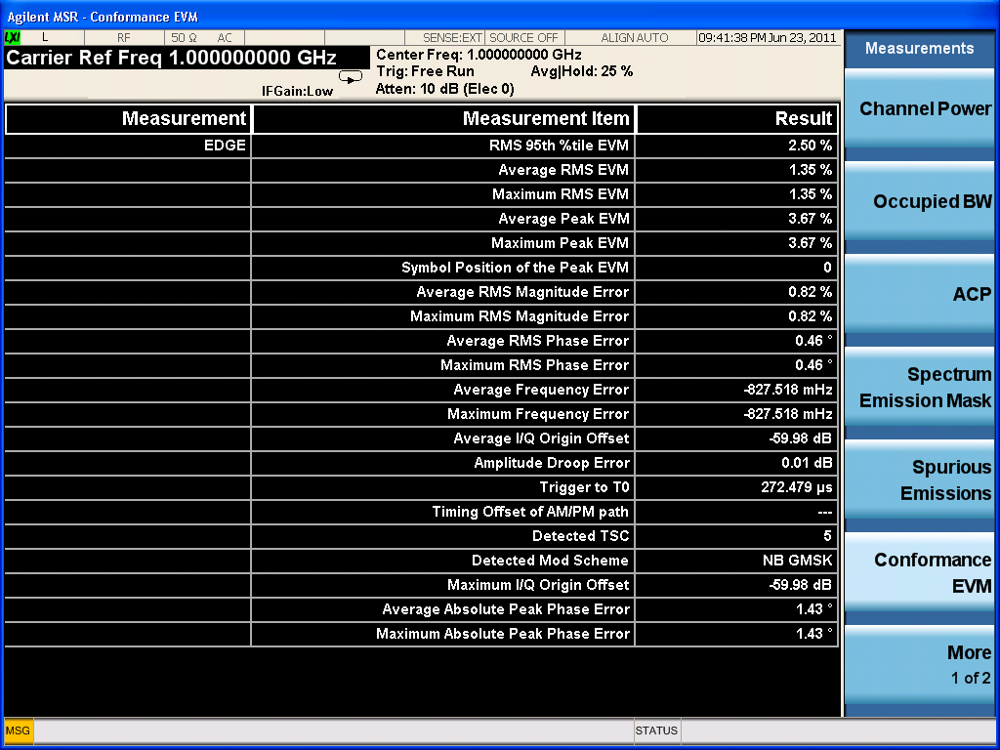 Agilent MSR - Conformance EVM
LXI L RF 50 Ω AC SENSE:EXT SOURCE OFF ALIGN AUTO 09:41:38 PM Jun 23, 2011
Carrier Ref Freq 1.000000000 GHz
Center Freq: 1.000000000 GHz
Trig: Free Run Avg|Hold: 25 %
IFGain:Low Atten: 10 dB (Elec 0)
Measurement Measurement Item Result
EDGE RMS 95th %tile EVM 2.50 %
Average RMS EVM 1.35 %
Maximum RMS EVM 1.35 %
Average Peak EVM 3.67 %
Maximum Peak EVM 3.67 %
Symbol Position of the Peak EVM 0
Average RMS Magnitude Error 0.82 %
Maximum RMS Magnitude Error 0.82 %
Average RMS Phase Error 0.46 °
Maximum RMS Phase Error 0.46 °
Average Frequency Error -827.518 mHz
Maximum Frequency Error -827.518 mHz
Average I/Q Origin Offset -59.98 dB
Amplitude Droop Error 0.01 dB
Trigger to T0 272.479 µs
Timing Offset of AM/PM path ---
Detected TSC 5
Detected Mod Scheme NB GMSK
Maximum I/Q Origin Offset -59.98 dB
Average Absolute Peak Phase Error 1.43 °
Maximum Absolute Peak Phase Error 1.43 °
Measurements
Channel Power
Occupied BW
ACP
Spectrum
Emission Mask
Spurious
Emissions
Conformance
EVM
More
1 of 2
MSG STATUS